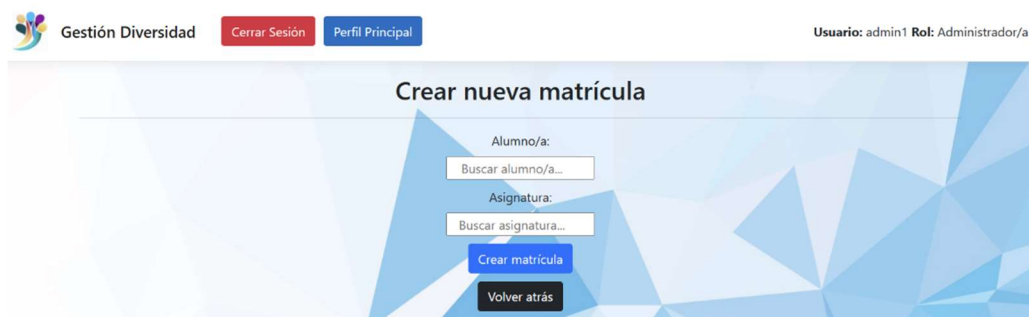 Gestión Diversidad
Cerrar Sesión
Perfil Principal
Usuario: admin1 Rol: Administrador/a
Crear nueva matrícula
Alumno/a:
Buscar alumno/a...
Asignatura:
Buscar asignatura...
Crear matrícula
Volver atrás